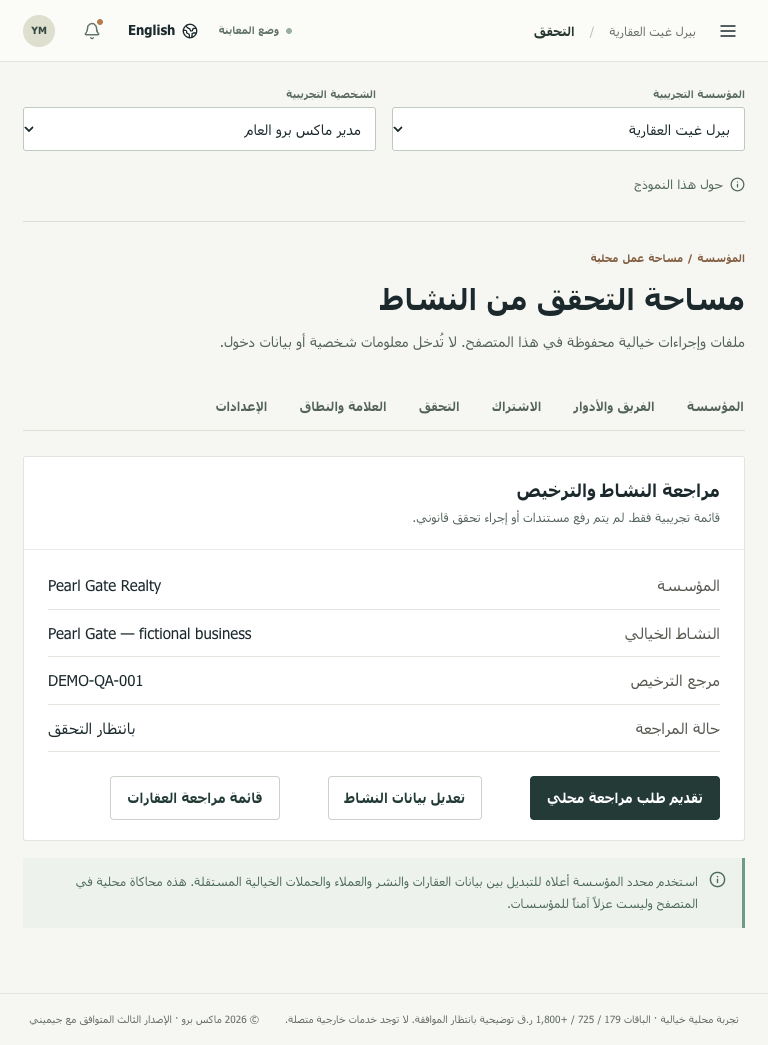 بيرل غيت العقارية / التحقق
وضع المعاينة
English
YM
المؤسسة التجريبية
بيرل غيت العقارية
الشخصية التجريبية
مدير ماكس برو العام
حول هذا النموذج
المؤسسة / مساحة عمل محلية
مساحة التحقق من النشاط
ملفات وإجراءات خيالية محفوظة في هذا المتصفح. لا تُدخل معلومات شخصية أو بيانات دخول.
المؤسسة الفريق والأدوار الاشتراك التحقق العلامة والنطاق الإعدادات
مراجعة النشاط والترخيص
قائمة تجريبية فقط. لم يتم رفع مستندات أو إجراء تحقق قانوني.
المؤسسة Pearl Gate Realty
النشاط الخيالي Pearl Gate — fictional business
مرجع الترخيص DEMO-QA-001
حالة المراجعة بانتظار التحقق
تقديم طلب مراجعة محلي تعديل بيانات النشاط قائمة مراجعة العقارات
استخدم محدد المؤسسة أعلاه للتبديل بين بيانات العقارات والنشر والعملاء والحملات الخيالية المستقلة. هذه محاكاة محلية في
المتصفح وليست عزلاً آمناً للمؤسسات.
تجربة محلية خيالية · الباقات 179 / 725 / +1,800 ر.ق توضيحية بانتظار الموافقة. لا توجد خدمات خارجية متصلة.
© 2026 ماكس برو · الإصدار الثالث المتوافق مع جيميني